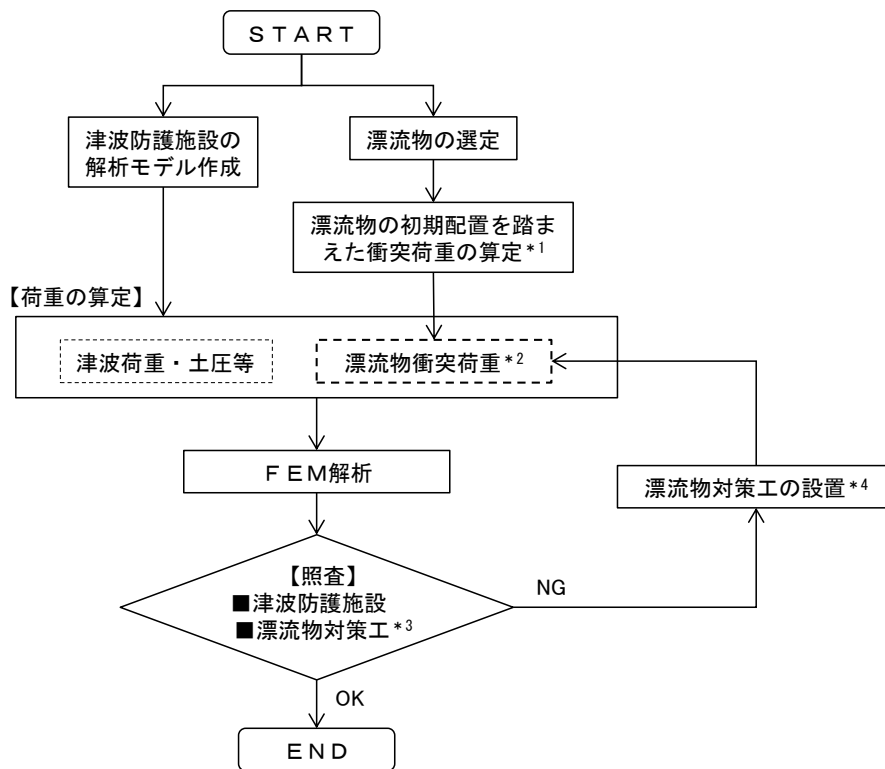 ＳＴＡＲＴ
津波防護施設の
解析モデル作成
漂流物の選定
漂流物の初期配置を踏ま
えた衝突荷重の算定*1
【荷重の算定】
津波荷重・土圧等
漂流物衝突荷重*2
ＦＥＭ解析
漂流物対策工の設置*4
【照査】
■津波防護施設
■漂流物対策工*3
NG
OK
ＥＮＤ